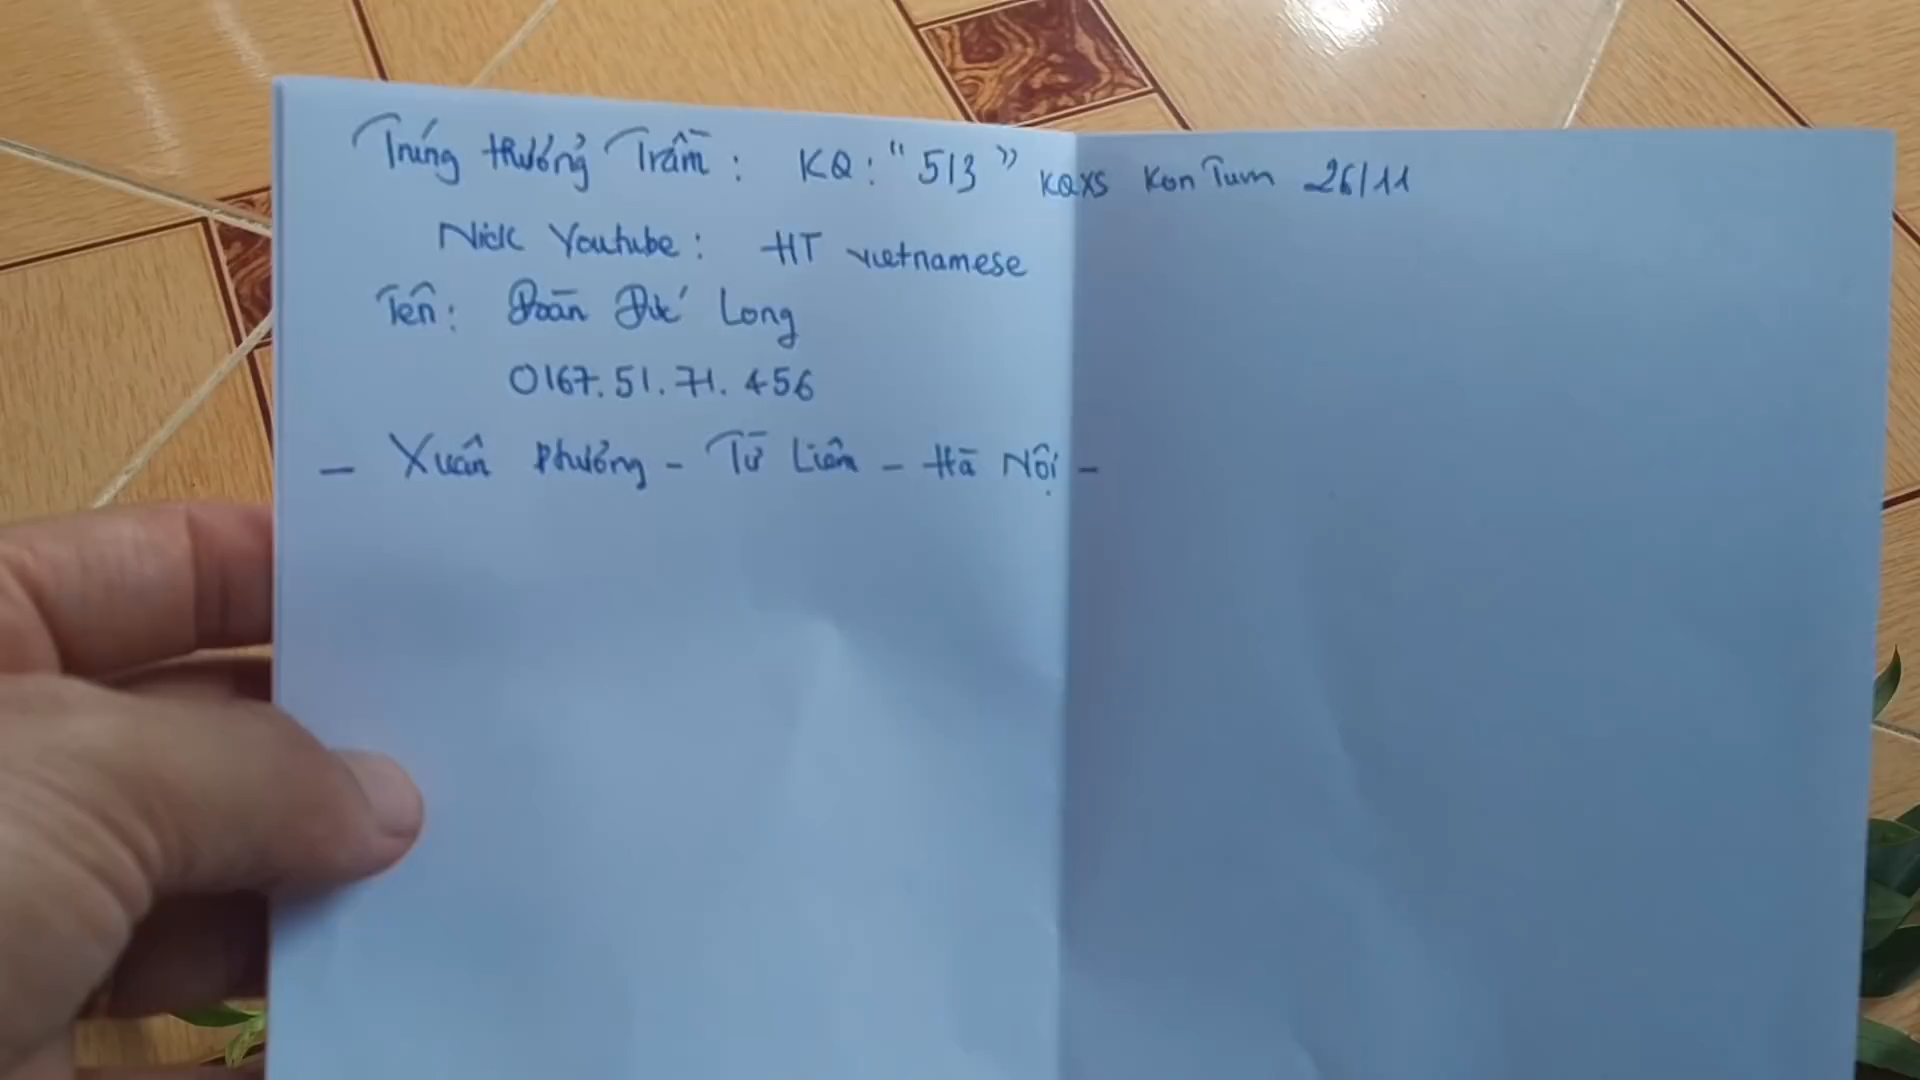 Trúng thưởng Trầm : KQ : "513" KQXS Kon Tum 26/11
Nick Youtube : HT vietnamese
Tên : Đoàn Đức Long
0167.51.71.456
- Xuân Phương - Từ Liêm - Hà Nội -